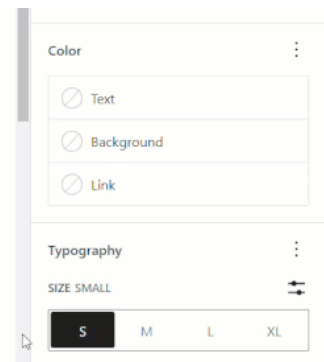 Color
Text
Background
Link
Typography
SIZE SMALL
S M L XL